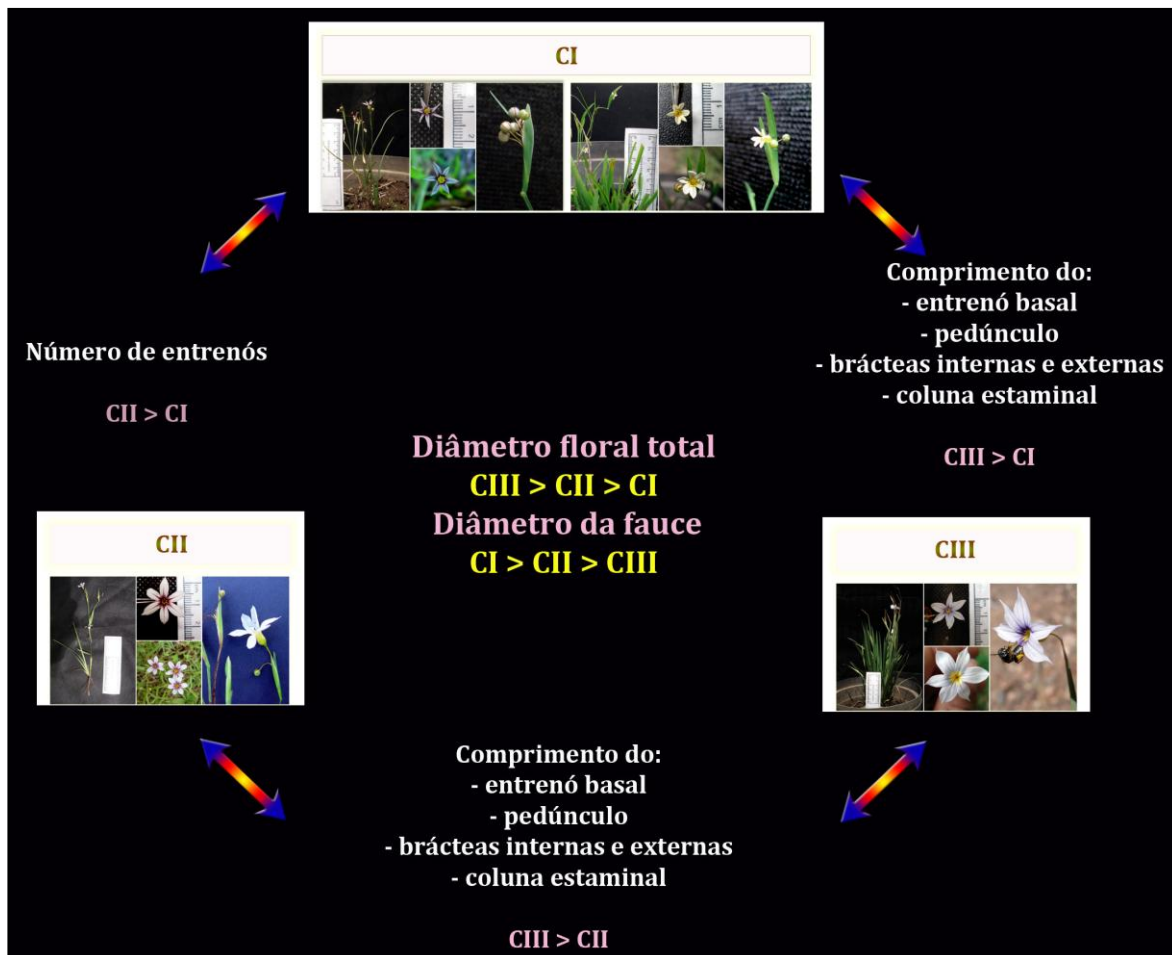 CI
Comprimento do:
- entrenó basal
- pedúnculo
- brácteas internas e externas
- coluna estaminal
CIII > CI
Número de entrenós
CII > CI
Diâmetro floral total
CIII > CII > CI
Diâmetro da fauce
CI > CII > CIII
CII
CIII
Comprimento do:
- entrenó basal
- pedúnculo
- brácteas internas e externas
- coluna estaminal
CIII > CII